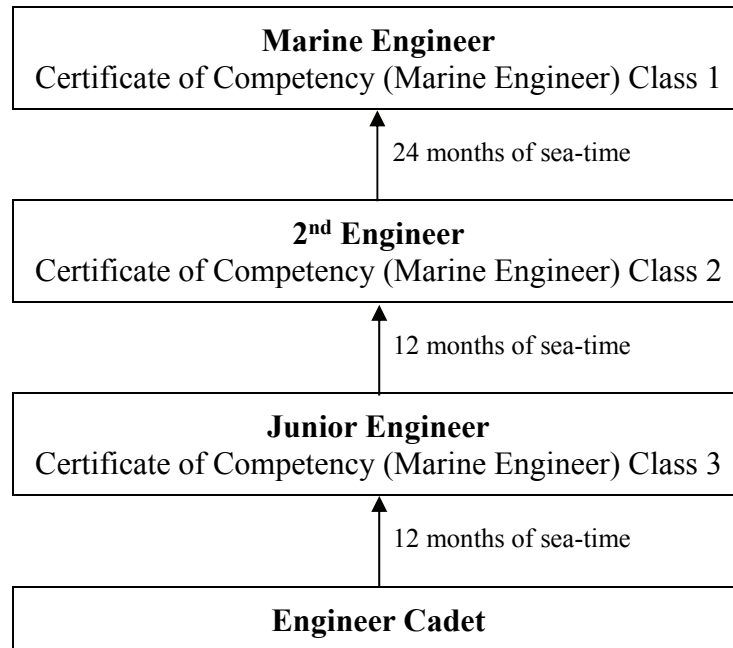 Marine Engineer
Certificate of Competency (Marine Engineer) Class 1
24 months of sea-time
2nd Engineer
Certificate of Competency (Marine Engineer) Class 2
12 months of sea-time
Junior Engineer
Certificate of Competency (Marine Engineer) Class 3
12 months of sea-time
Engineer Cadet